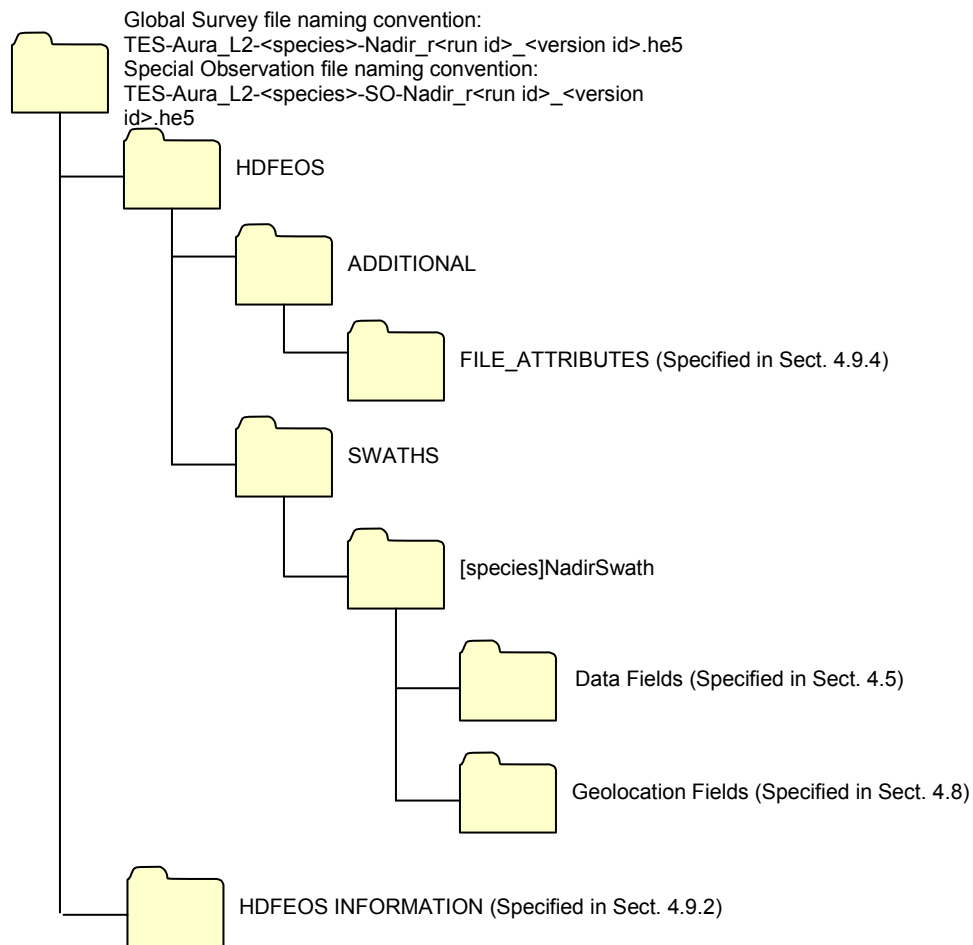 Global Survey file naming convention:
TES-Aura_L2-<species>-Nadir_r<run id>_<version id>.he5
Special Observation file naming convention:
TES-Aura_L2-<species>-SO-Nadir_r<run id>_<version
id>.he5
HDFEOS
ADDITIONAL
FILE_ATTRIBUTES (Specified in Sect. 4.9.4)
SWATHS
[species]NadirSwath
Data Fields (Specified in Sect. 4.5)
Geolocation Fields (Specified in Sect. 4.8)
HDFEOS INFORMATION (Specified in Sect. 4.9.2)